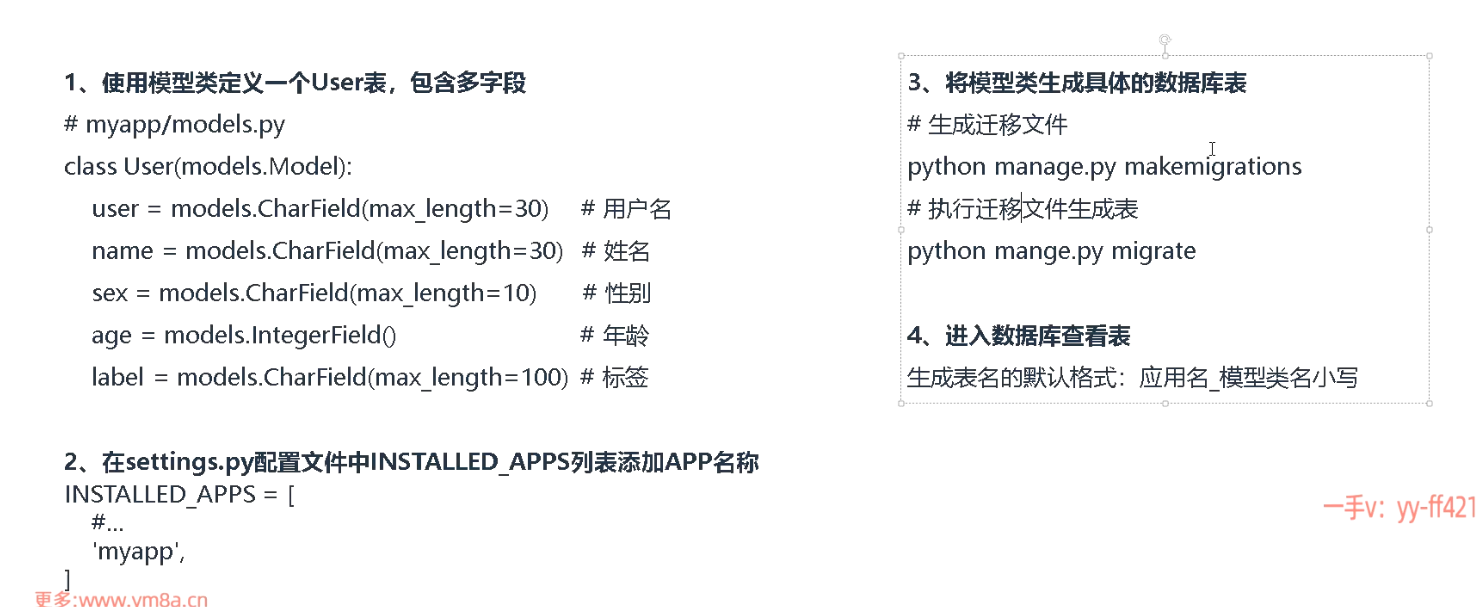 1、使用模型类定义一个User表，包含多字段
# myapp/models.py
class User(models.Model):
user = models.CharField(max_length=30) # 用户名
name = models.CharField(max_length=30) # 姓名
sex = models.CharField(max_length=10) # 性别
age = models.IntegerField() # 年龄
label = models.CharField(max_length=100) # 标签
2、在settings.py配置文件中INSTALLED_APPS列表添加APP名称
INSTALLED_APPS = [
#...
'myapp',
]
3、将模型类生成具体的数据库表
# 生成迁移文件
python manage.py makemigrations
# 执行迁移文件生成表
python mange.py migrate
4、进入数据库查看表
生成表名的默认格式：应用名_模型类名小写
一手v：yy-ff421
更多:www.vm8a.cn